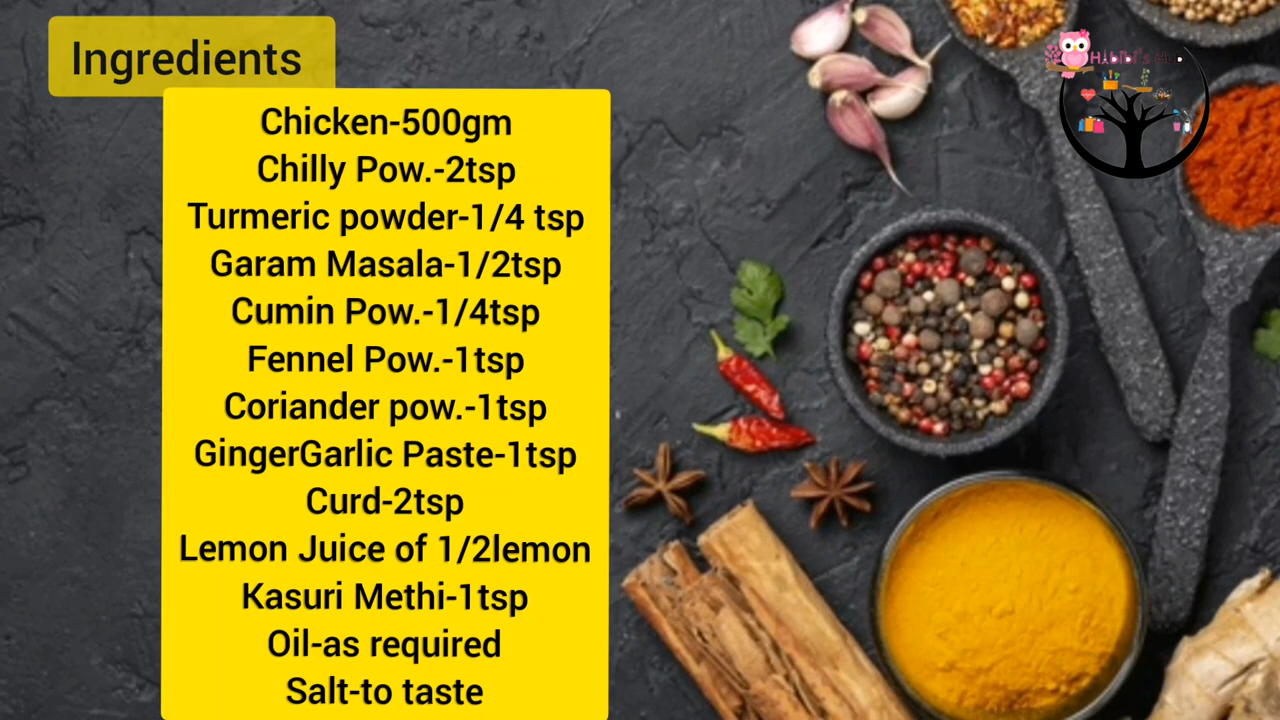 Ingredients
Chicken-500gm
Chilly Pow.-2tsp
Turmeric powder-1/4 tsp
Garam Masala-1/2tsp
Cumin Pow.-1/4tsp
Fennel Pow.-1tsp
Coriander pow.-1tsp
GingerGarlic Paste-1tsp
Curd-2tsp
Lemon Juice of 1/2lemon
Kasuri Methi-1tsp
Oil-as required
Salt-to taste